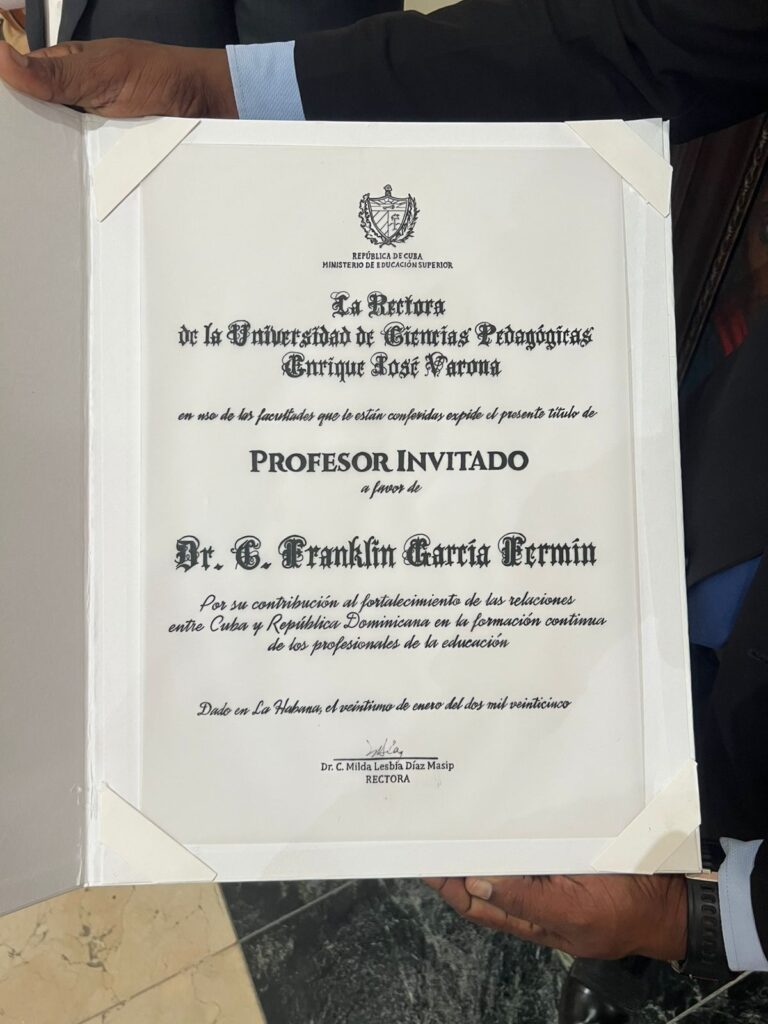 REPÚBLICA DE CUBA
MINISTERIO DE EDUCACIÓN SUPERIOR
La Rectora
de la Universidad de Ciencias Pedagógicas
Enrique José Varona
en uso de las facultades que le están conferidas expide el presente título de
PROFESOR INVITADO
a favor de
Dr. C. Franklin García Fermín
Por su contribución al fortalecimiento de las relaciones
entre Cuba y República Dominicana en la formación continua
de los profesionales de la educación
Dado en La Habana, el veintiuno de enero del dos mil veinticinco
Dr. C. Milda Lesbia Díaz Masip
RECTORA